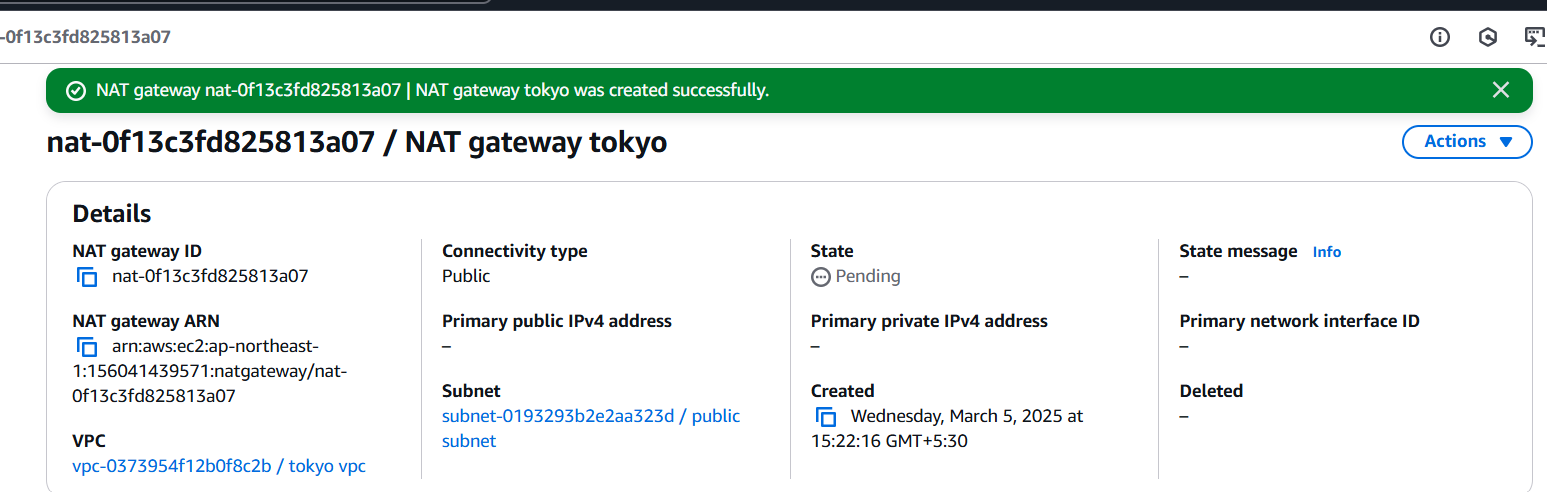 -0f13c3fd825813a07
NAT gateway nat-0f13c3fd825813a07 | NAT gateway tokyo was created successfully.
nat-0f13c3fd825813a07 / NAT gateway tokyo
Actions
Details
NAT gateway ID
nat-0f13c3fd825813a07
NAT gateway ARN
arn:aws:ec2:ap-northeast-
1:156041439571:natgateway/nat-
0f13c3fd825813a07
VPC
vpc-0373954f12b0f8c2b / tokyo vpc
Connectivity type
Public
Primary public IPv4 address
–
Subnet
subnet-0193293b2e2aa323d / public
subnet
State
Pending
Primary private IPv4 address
–
Created
Wednesday, March 5, 2025 at
15:22:16 GMT+5:30
State message Info
–
Primary network interface ID
–
Deleted
–